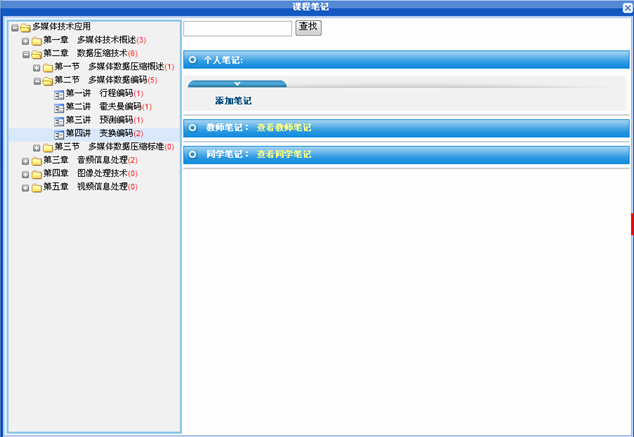 课程笔记
多媒体技术应用
第一章 多媒体技术概述(3)
第二章 数据压缩技术(6)
第一节 多媒体数据压缩概述(1)
第二节 多媒体数据编码(5)
第一讲 行程编码(1)
第二讲 霍夫曼编码(1)
第三讲 预测编码(1)
第四讲 变换编码(2)
第三节 多媒体数据压缩标准(0)
第三章 音频信息处理(2)
第四章 图像处理技术(0)
第五章 视频信息处理(0)
查找
个人笔记:
添加笔记
教师笔记： 查看教师笔记
同学笔记： 查看同学笔记